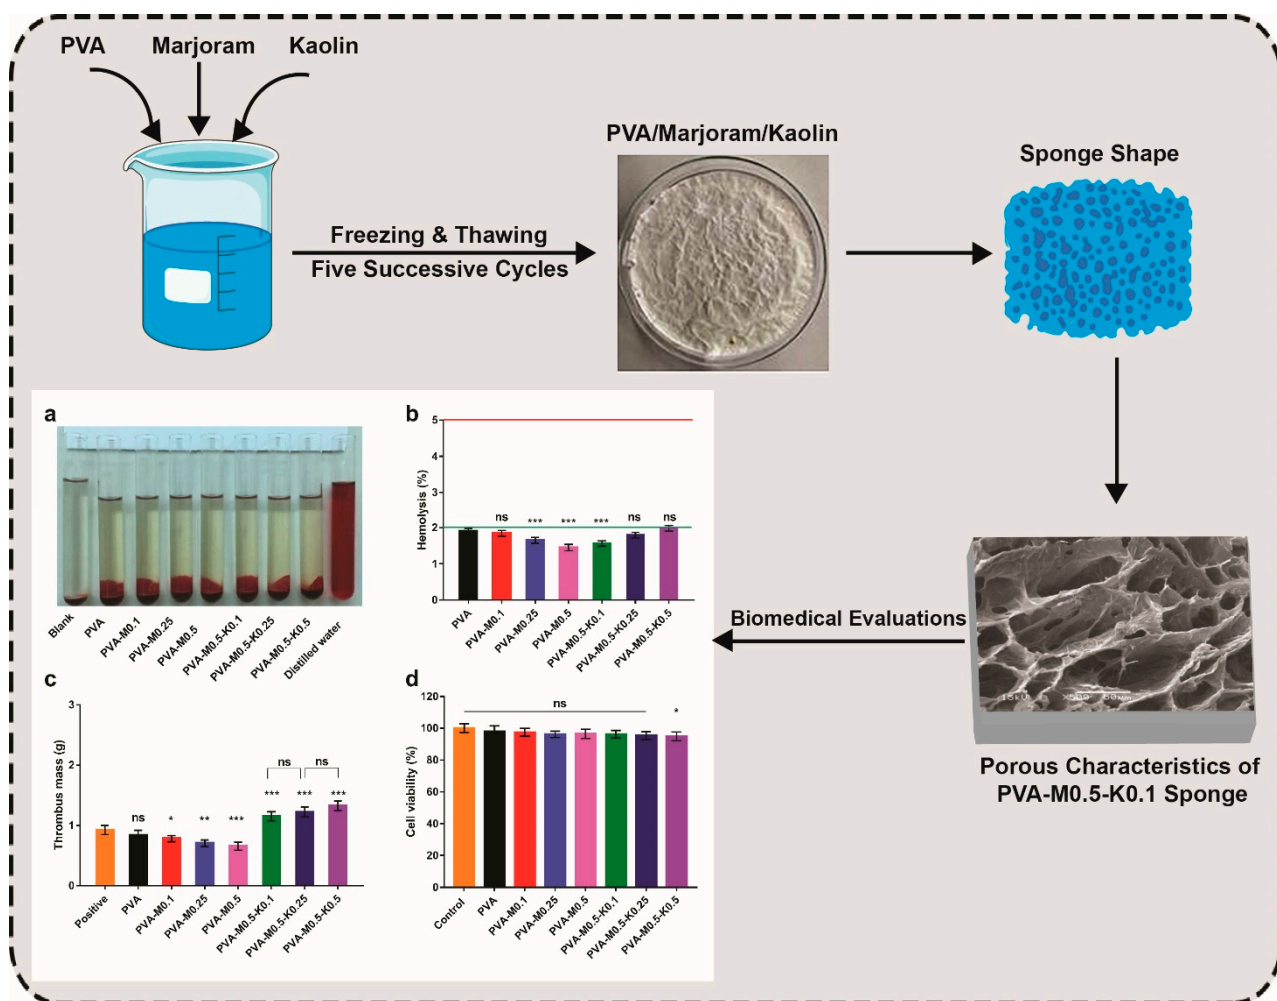 PVA Marjoram Kaolin
Freezing & Thawing
Five Successive Cycles
PVA/Marjoram/Kaolin
Sponge Shape
15kU X500 50µm
Porous Characteristics of
PVA-M0.5-K0.1 Sponge
Biomedical Evaluations
a
Blank
PVA
PVA-M0.1
PVA-M0.25
PVA-M0.5
PVA-M0.5-K0.1
PVA-M0.5-K0.25
PVA-M0.5-K0.5
Distilled water
b
Hemolysis (%)
5
4
3
2
1
0
ns *** *** *** ns ns
PVA
PVA-M0.1
PVA-M0.25
PVA-M0.5
PVA-M0.5-K0.1
PVA-M0.5-K0.25
PVA-M0.5-K0.5
c
Thrombus mass (g)
3
2
1
0
ns ns
ns * ** *** *** *** ***
Positive
PVA
PVA-M0.1
PVA-M0.25
PVA-M0.5
PVA-M0.5-K0.1
PVA-M0.5-K0.25
PVA-M0.5-K0.5
d
Cell viability (%)
120
100
80
60
40
20
0
ns *
Control
PVA
PVA-M0.1
PVA-M0.25
PVA-M0.5
PVA-M0.5-K0.1
PVA-M0.5-K0.25
PVA-M0.5-K0.5